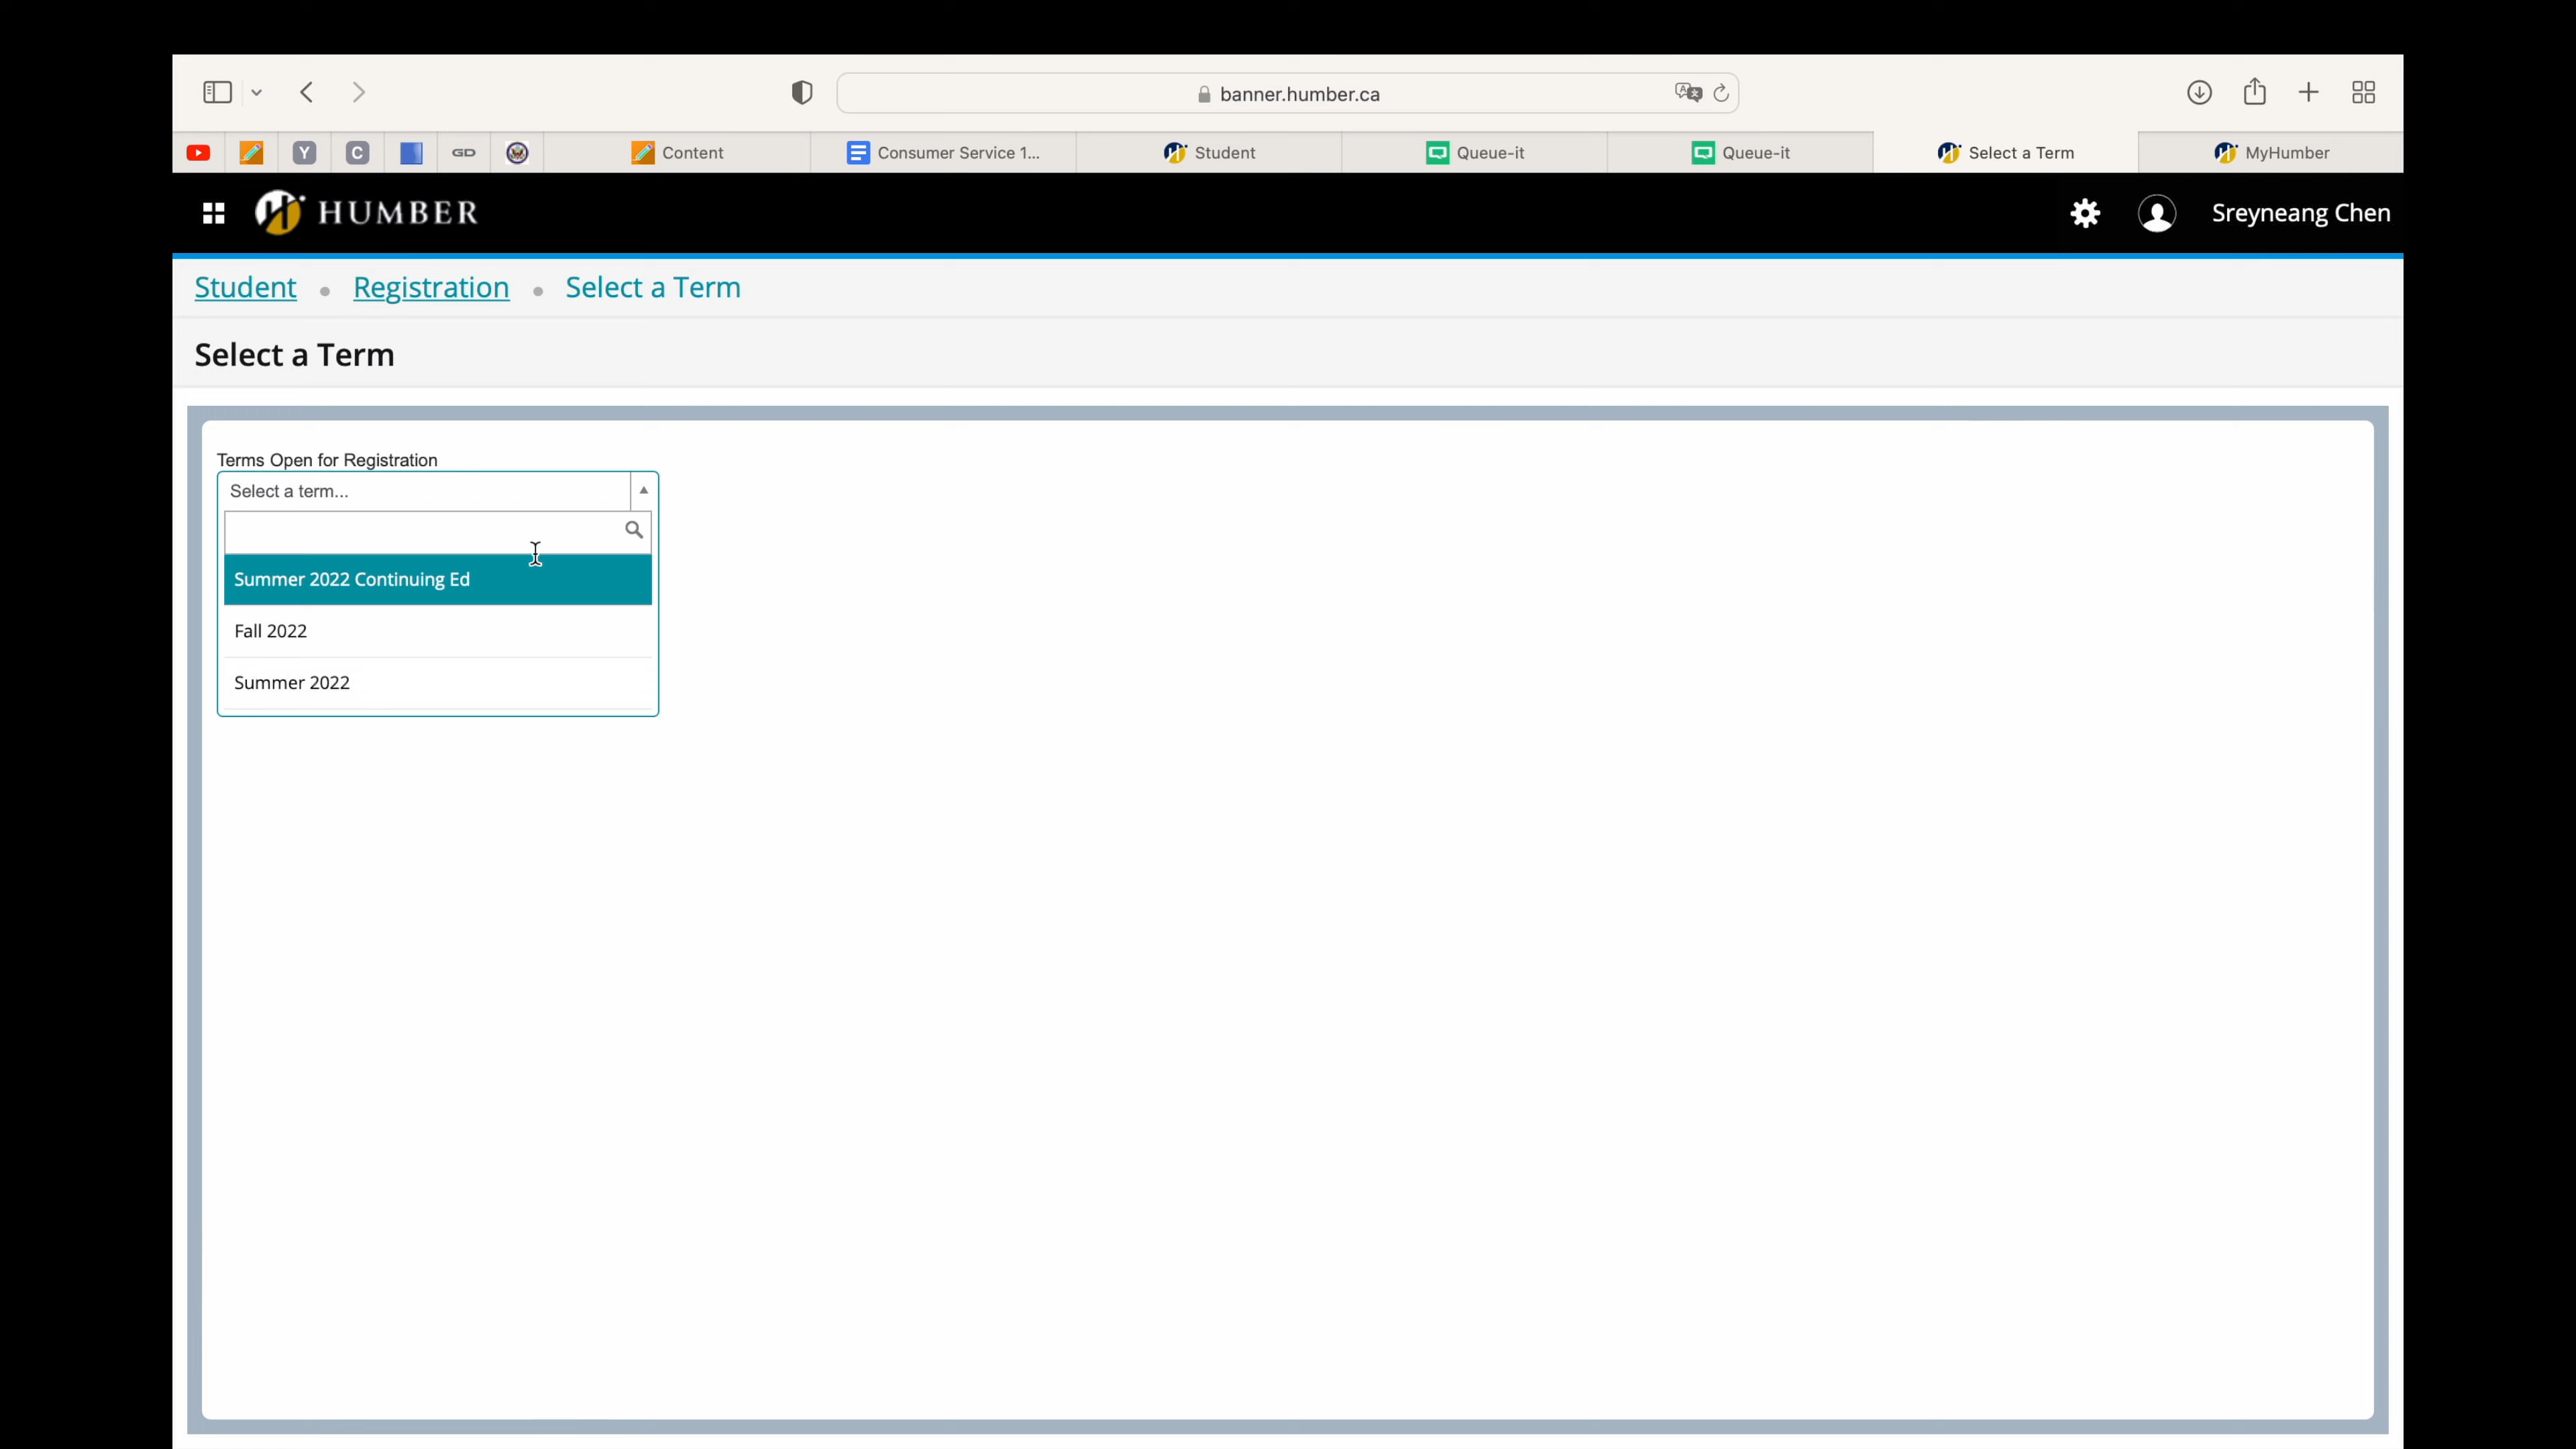 banner.humber.ca
Y
C
GD
Content
Consumer Service 1...
Student
Queue-it
Queue-it
Select a Term
MyHumber
HUMBER
Sreyneang Chen
Student • Registration • Select a Term
Select a Term
Terms Open for Registration
Select a term...
Summer 2022 Continuing Ed
Fall 2022
Summer 2022